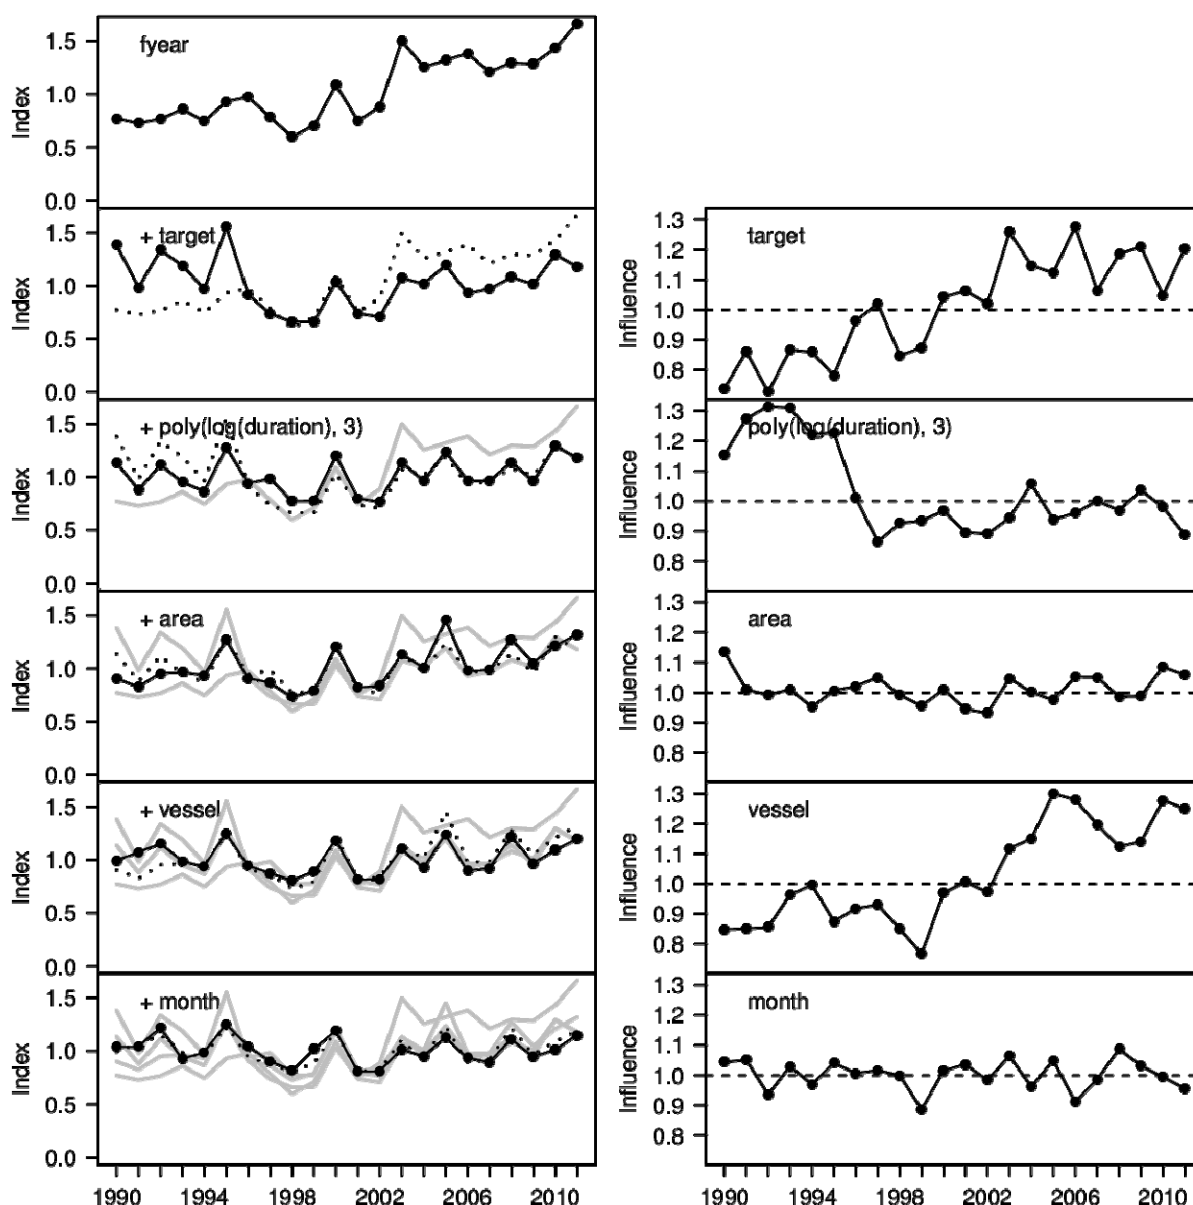 fyear
Index
1.5
1.0
0.5
0.0
+ target
Index
1.5
1.0
0.5
0.0
target
Influence
1.3
1.2
1.1
1.0
0.9
0.8
+ poly(log(duration), 3)
Index
1.5
1.0
0.5
0.0
poly(log(duration), 3)
Influence
1.3
1.2
1.1
1.0
0.9
0.8
+ area
Index
1.5
1.0
0.5
0.0
area
Influence
1.3
1.2
1.1
1.0
0.9
0.8
+ vessel
Index
1.5
1.0
0.5
0.0
vessel
Influence
1.3
1.2
1.1
1.0
0.9
0.8
+ month
Index
1.5
1.0
0.5
0.0
month
Influence
1.3
1.2
1.1
1.0
0.9
0.8
1990 1994 1998 2002 2006 2010
1990 1994 1998 2002 2006 2010